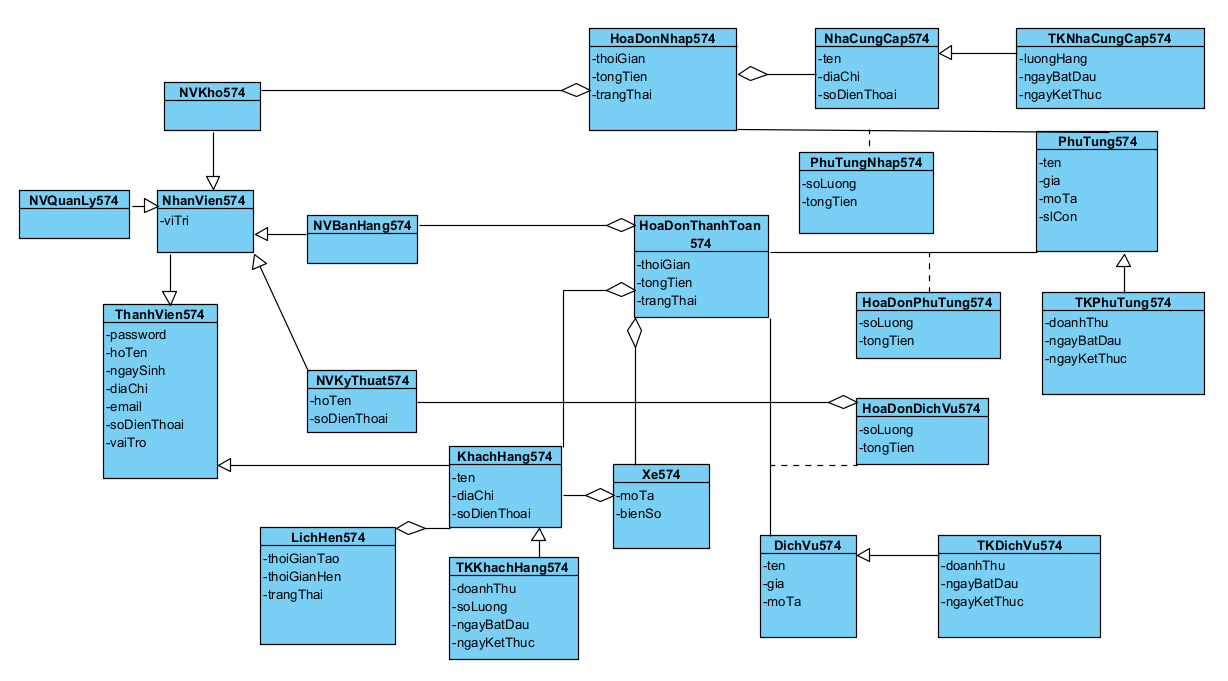 HoaDonNhap574
-thoiGian
-tongTien
-trangThai
NhaCungCap574
-ten
-diaChi
-soDienThoai
TKNhaCungCap574
-luongHang
-ngayBatDau
-ngayKetThuc
NVKho574
PhuTung574
-ten
-gia
-moTa
-slCon
PhuTungNhap574
-soLuong
-tongTien
NVQuanLy574
NhanVien574
-viTri
NVBanHang574
HoaDonThanhToan
574
-thoiGian
-tongTien
-trangThai
HoaDonPhuTung574
-soLuong
-tongTien
TKPhuTung574
-doanhThu
-ngayBatDau
-ngayKetThuc
ThanhVien574
-password
-hoTen
-ngaySinh
-diaChi
-email
-soDienThoai
-vaiTro
NVKyThuat574
-hoTen
-soDienThoai
HoaDonDichVu574
-soLuong
-tongTien
KhachHang574
-ten
-diaChi
-soDienThoai
Xe574
-moTa
-bienSo
LichHen574
-thoiGianTao
-thoiGianHen
-trangThai
TKKhachHang574
-doanhThu
-soLuong
-ngayBatDau
-ngayKetThuc
DichVu574
-ten
-gia
-moTa
TKDichVu574
-doanhThu
-ngayBatDau
-ngayKetThuc